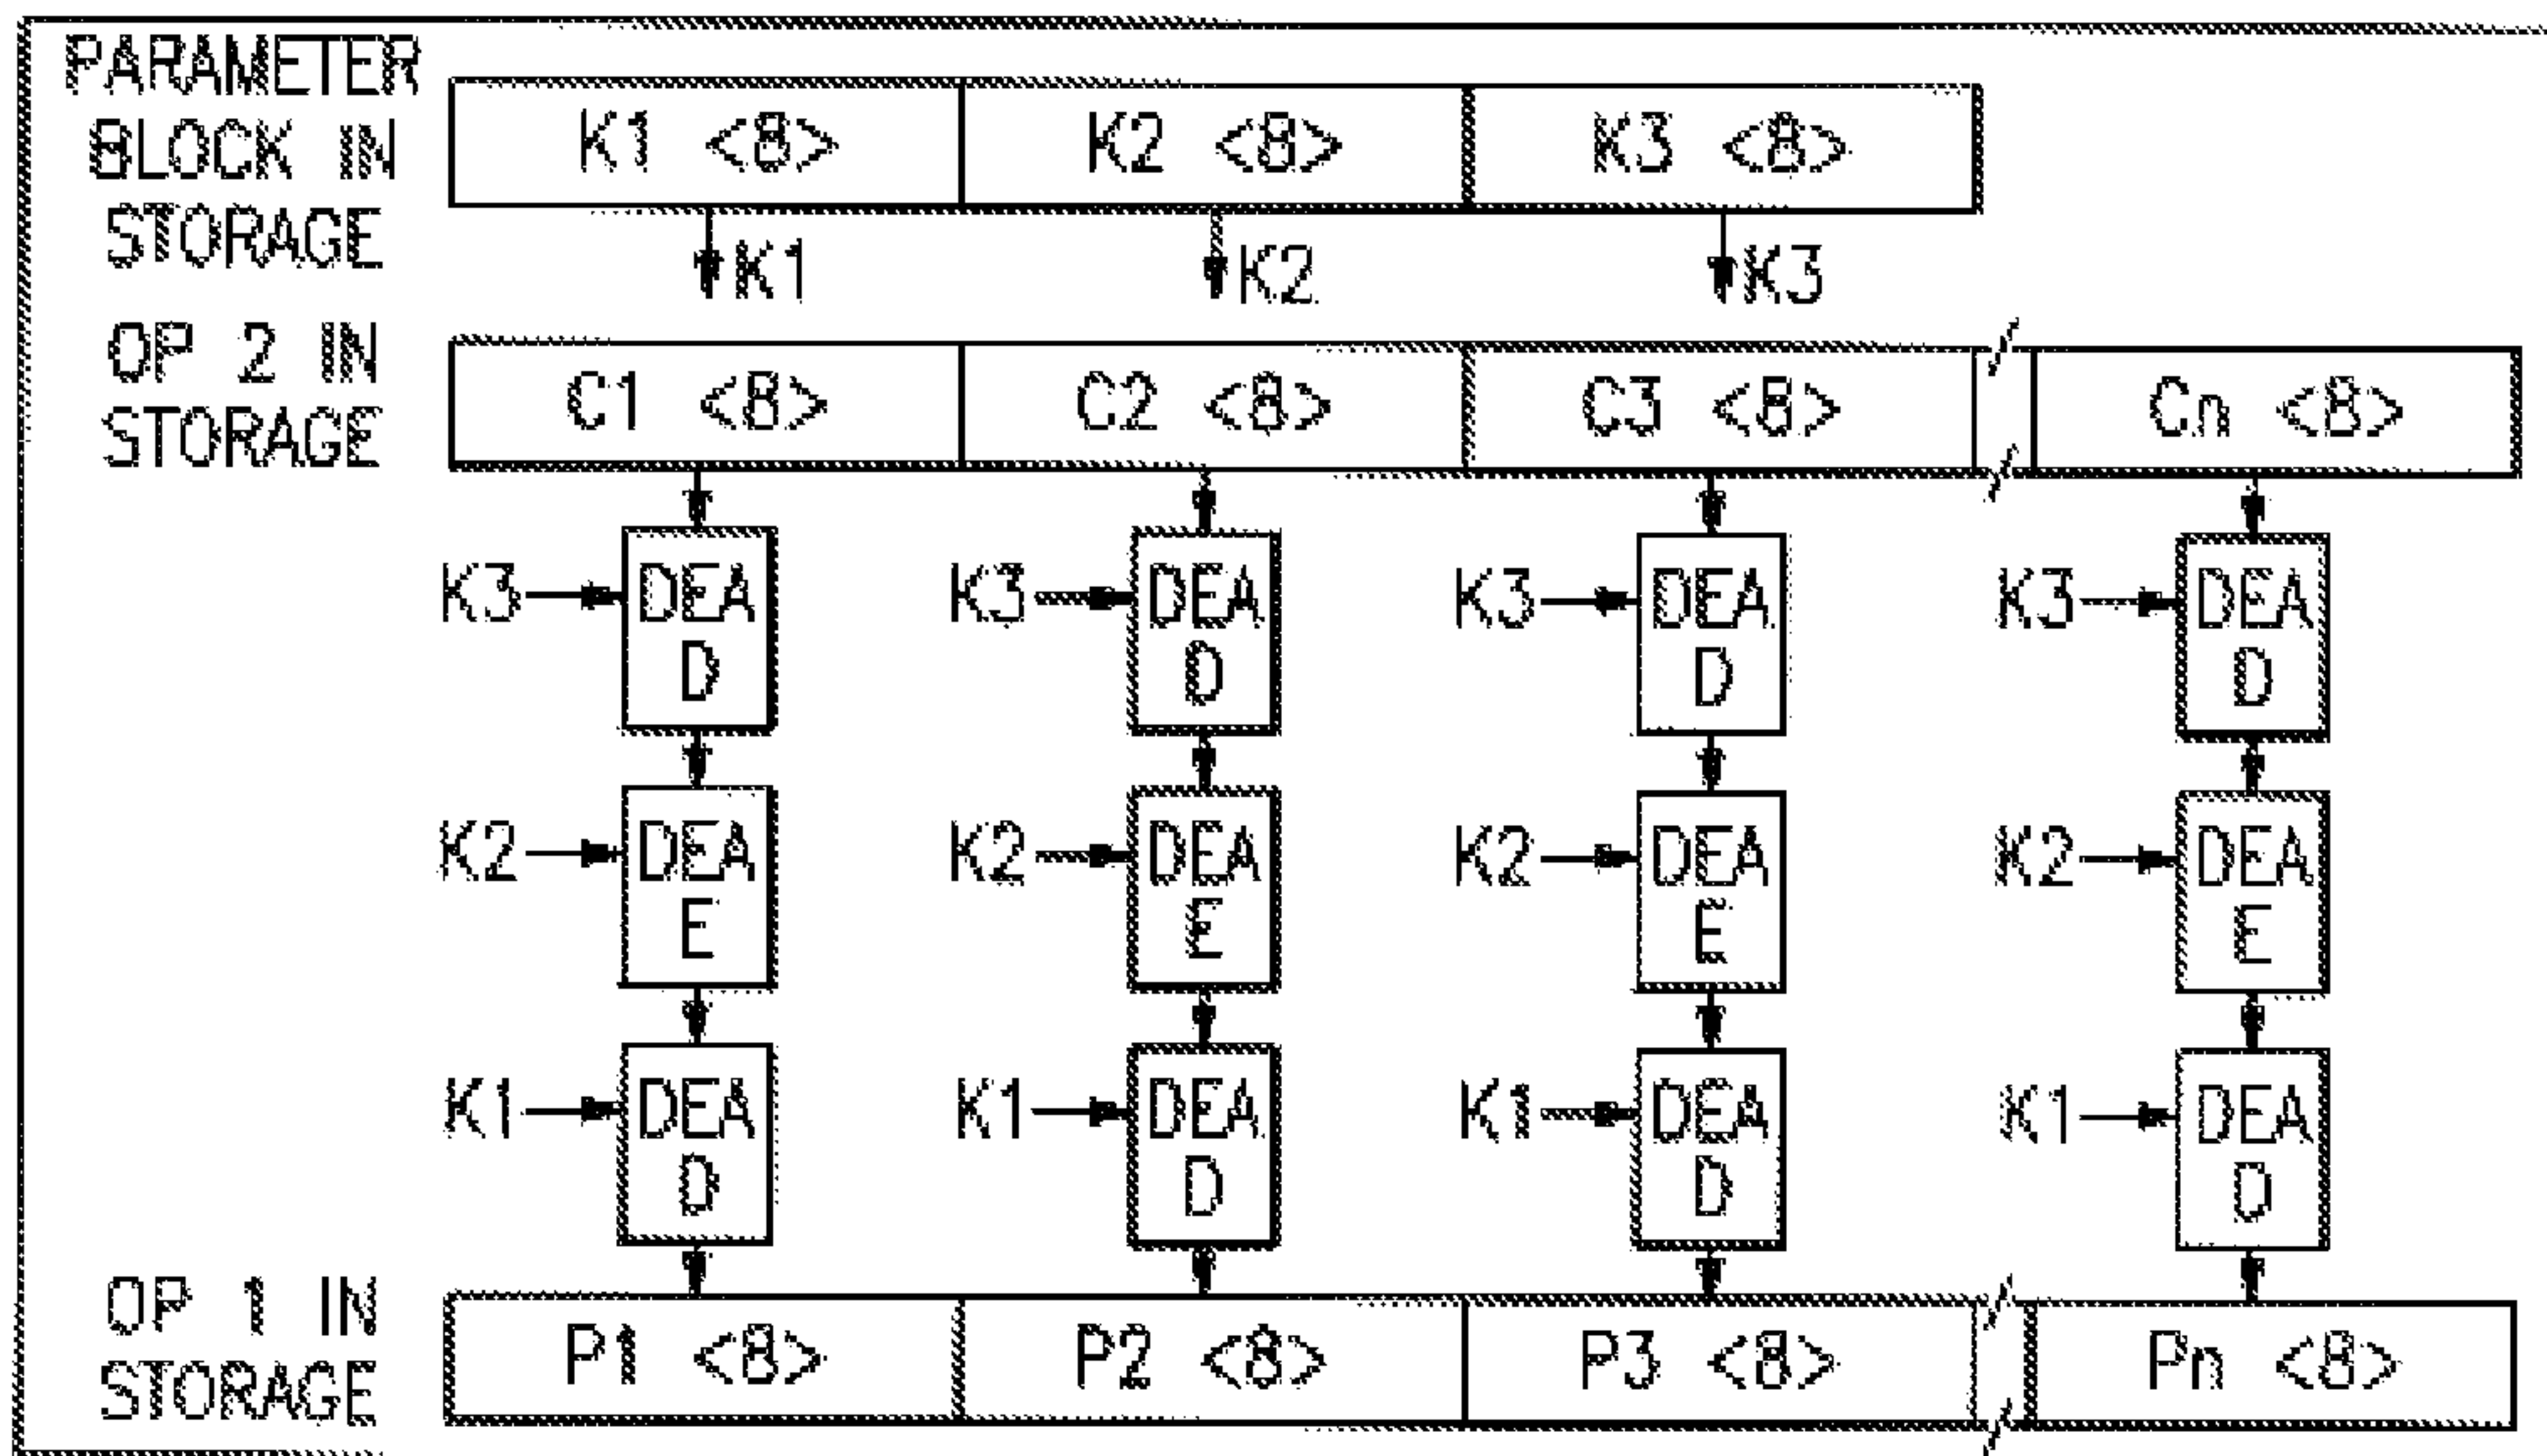 PARAMETER
BLOCK IN
STORAGE
K1 <8> K2 <8> K3 <8>
K1 K2 K3
OP 2 IN
STORAGE
C1 <8> C2 <8> C3 <8> Cn <8>
K3 DEA K3 DEA K3 DEA K3 DEA
D D D D
K2 DEA K2 DEA K2 DEA K2 DEA
E E E E
K1 DEA K1 DEA K1 DEA K1 DEA
D D D D
OP 1 IN
STORAGE
P1 <8> P2 <8> P3 <8> Pn <8>